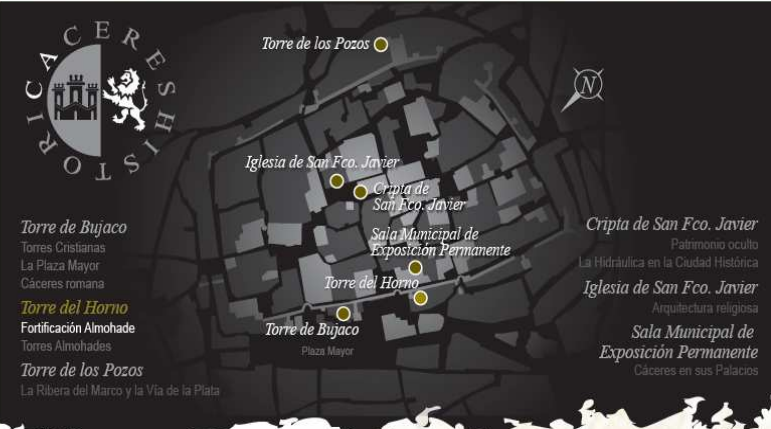 CACERES HISTORICA
Torre de los Pozos
N
Iglesia de San Fco. Javier
Cripta de
San Fco. Javier
Sala Municipal de
Exposición Permanente
Torre del Horno
Torre de Bujaco
Plaza Mayor
Torre de Bujaco
Torres Cristianas
La Plaza Mayor
Cáceres romana
Torre del Horno
Fortificación Almohade
Torres Almohades
Torre de los Pozos
La Ribera del Marco y la Vía de la Plata
Cripta de San Fco. Javier
Patrimonio oculto
La Hidráulica en la Ciudad Histórica
Iglesia de San Fco. Javier
Arquitectura religiosa
Sala Municipal de
Exposición Permanente
Cáceres en sus Palacios